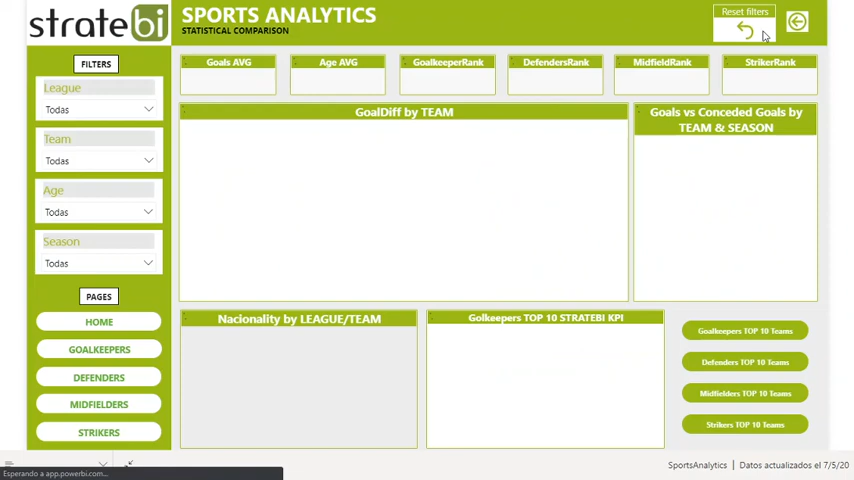 stratebi
SPORTS ANALYTICS
STATISTICAL COMPARISON
Reset filters
FILTERS
League
Todas
Team
Todas
Age
Todas
Season
Todas
PAGES
HOME
GOALKEEPERS
DEFENDERS
MIDFIELDERS
STRIKERS
Goals AVG
Age AVG
GoalkeeperRank
DefendersRank
MidfieldRank
StrikerRank
GoalDiff by TEAM
Goals vs Conceded Goals by
TEAM & SEASON
Nacionality by LEAGUE/TEAM
Golkeepers TOP 10 STRATEBI KPI
Goalkeepers TOP 10 Teams
Defenders TOP 10 Teams
Midfielders TOP 10 Teams
Strikers TOP 10 Teams
SportsAnalytics | Datos actualizados el 7/5/20
Esperando a app.powerbi.com...